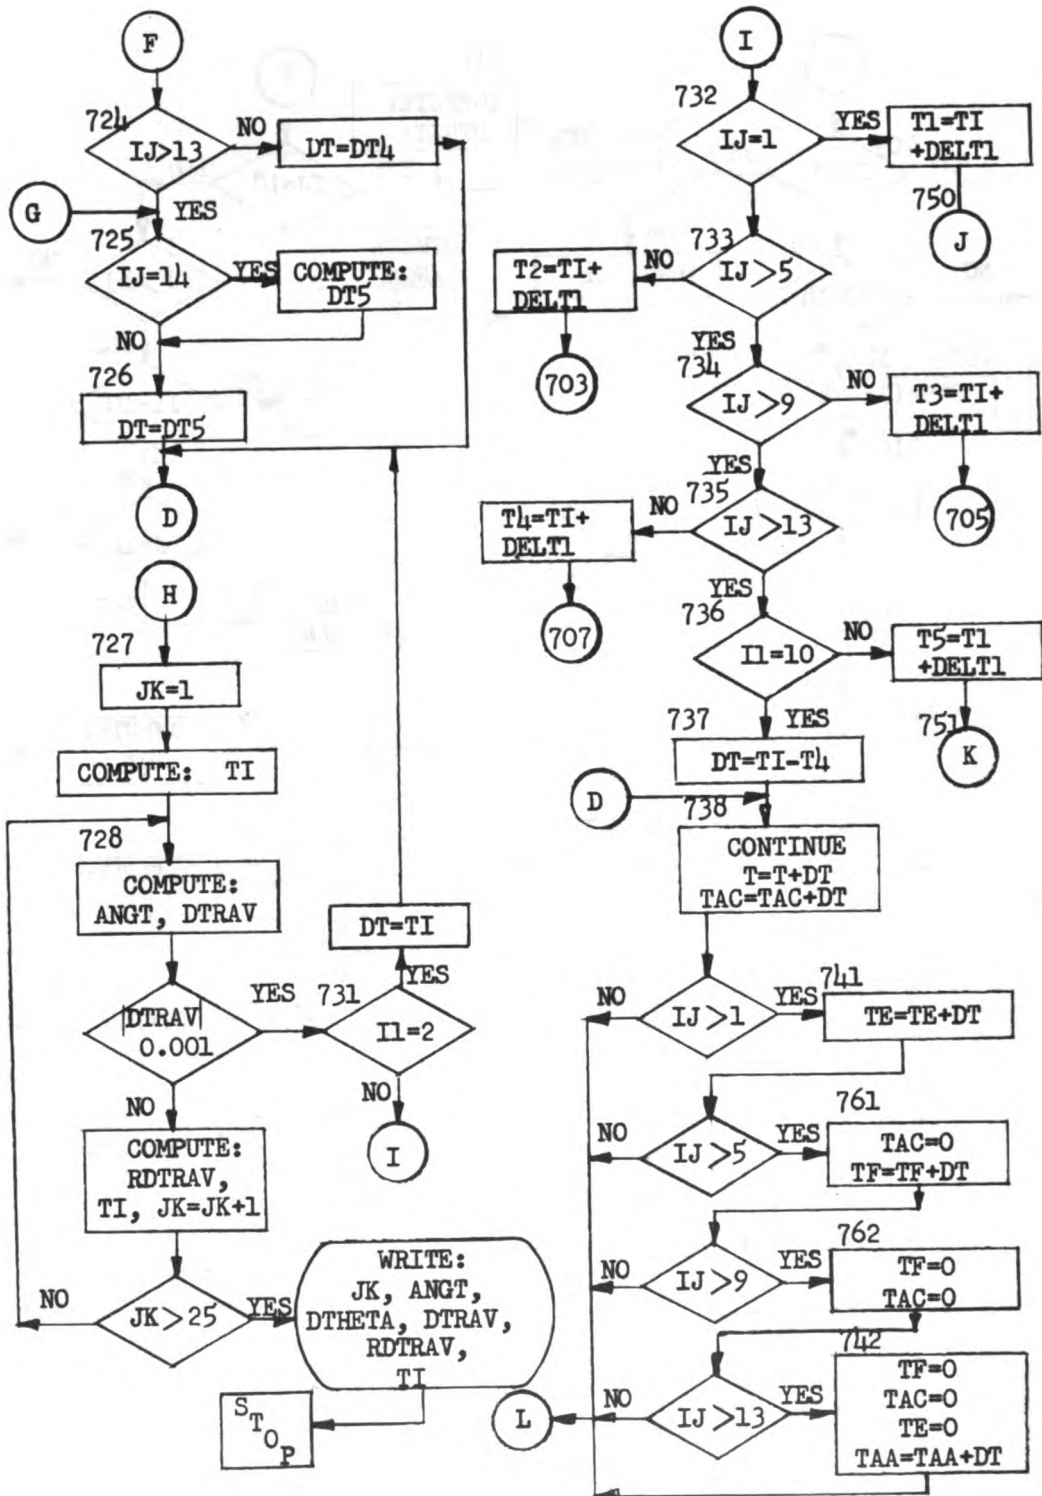 F
724
IJ>13
NO
DT=DT4
G
YES
725
IJ=14
YES
COMPUTE:
DT5
NO
726
DT=DT5
D
H
727
JK=1
COMPUTE: TI
728
COMPUTE:
ANGT, DTRAV
|DTRAV|
0.001
YES
731
I1=2
YES
DT=TI
NO
I
NO
COMPUTE:
RDTRAV,
TI, JK=JK+1
JK>25
NO
YES
WRITE:
JK, ANGT,
DTHETA, DTRAV,
RDTRAV,
TI
STOP
I
732
IJ=1
YES
T1=TI
+DELT1
750
J
733
IJ>5
NO
T2=TI+
DELT1
703
YES
734
IJ>9
NO
T3=TI+
DELT1
705
YES
735
IJ>13
NO
T4=TI+
DELT1
707
YES
736
I1=10
NO
T5=T1
+DELT1
751
K
737
YES
DT=TI-T4
D
738
CONTINUE
T=T+DT
TAC=TAC+DT
NO
IJ>1
YES
741
TE=TE+DT
NO
IJ>5
YES
761
TAC=0
TF=TF+DT
NO
IJ>9
YES
762
TF=0
TAC=0
L
NO
IJ>13
YES
742
TF=0
TAC=0
TE=0
TAA=TAA+DT